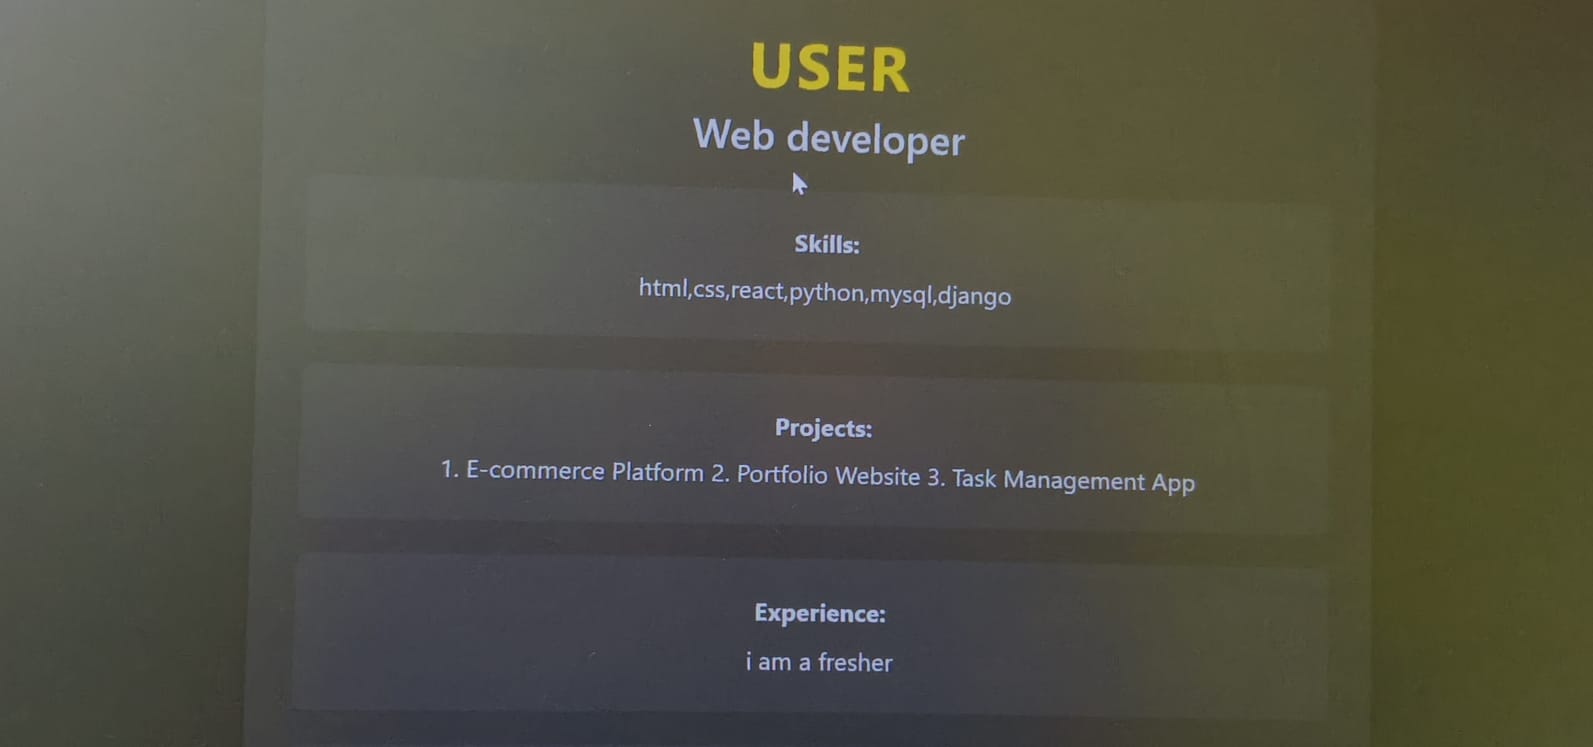 USER
Web developer
Skills:
html,css,react,python,mysql,django
Projects:
1. E-commerce Platform 2. Portfolio Website 3. Task Management App
Experience:
i am a fresher